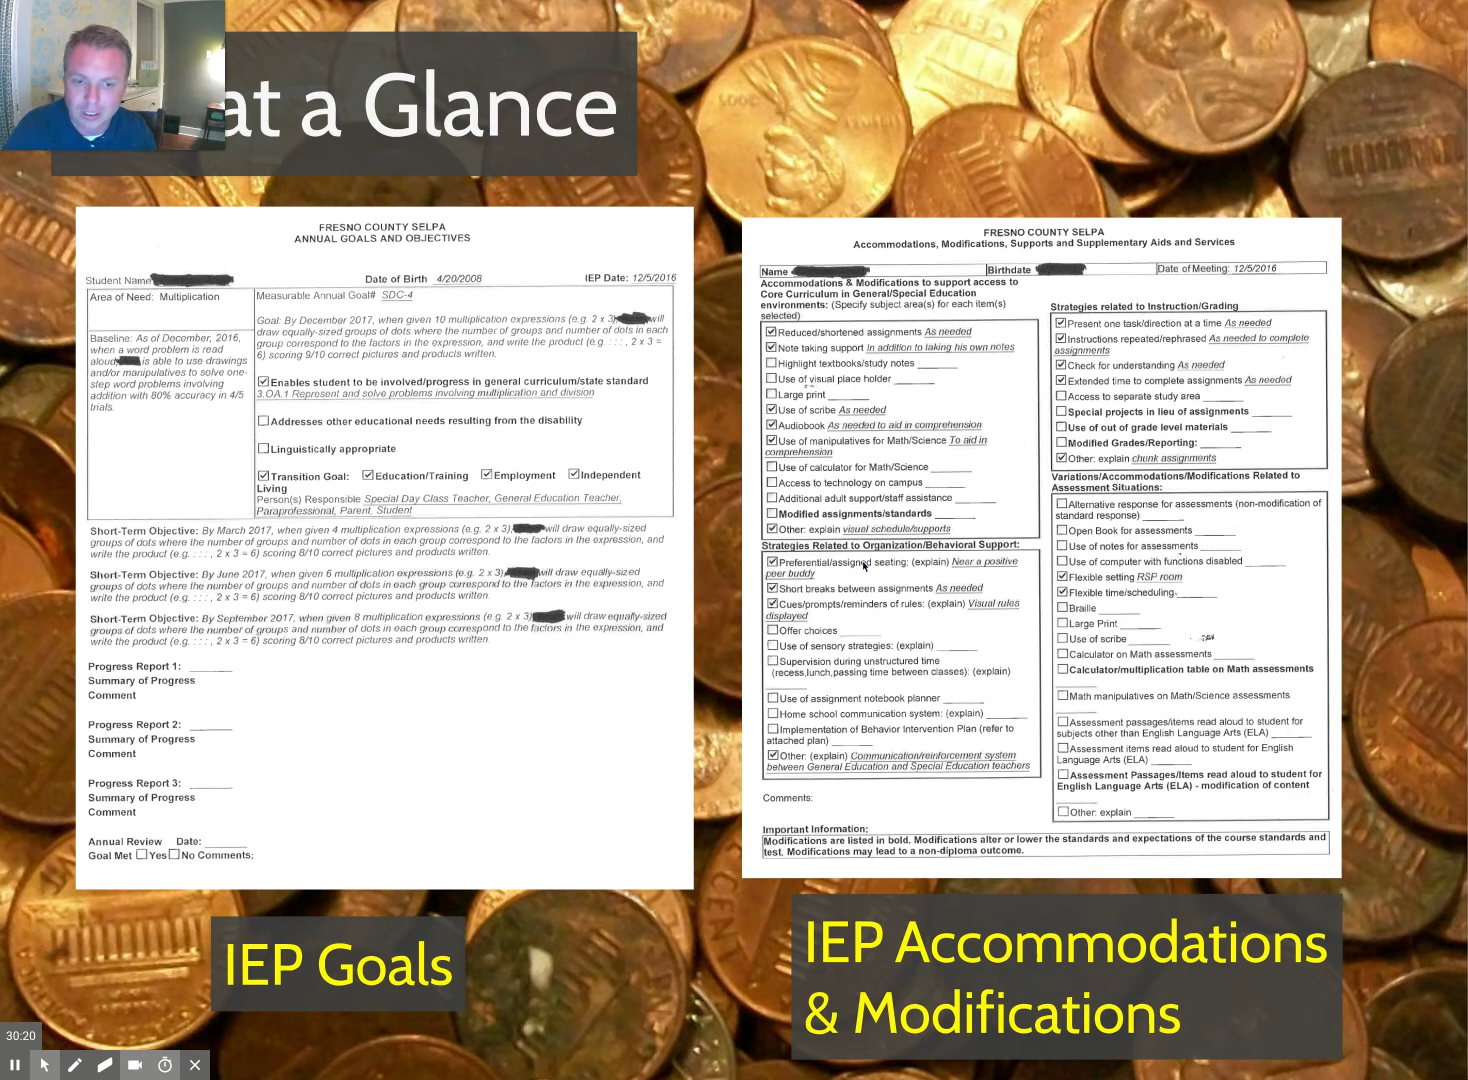 at a Glance
FRESNO COUNTY SELPA
ANNUAL GOALS AND OBJECTIVES
Student Name
Date of Birth 4/20/2008
IEP Date: 12/5/2016
Area of Need: Multiplication
Baseline: As of December, 2016,
when a word problem is read
aloud, is able to use drawings
and/or manipulatives to solve one-
step word problems involving
addition with 80% accuracy in 4/5
trials.
Measurable Annual Goal# SDC-4
Goal: By December 2017, when given 10 multiplication expressions (e.g. 2 x 3), will
draw equally-sized groups of dots where the number of groups and number of dots in each
group correspond to the factors in the expression, and write the product (e.g. : : : , 2 x 3 =
6) scoring 9/10 correct pictures and products written.
Enables student to be involved/progress in general curriculum/state standard
3.OA.1 Represent and solve problems involving multiplication and division
Addresses other educational needs resulting from the disability
Linguistically appropriate
Transition Goal: Education/Training Employment Independent
Living
Person(s) Responsible Special Day Class Teacher, General Education Teacher,
Paraprofessional, Parent, Student
Short-Term Objective: By March 2017, when given 4 multiplication expressions (e.g. 2 x 3), will draw equally-sized
groups of dots where the number of groups and number of dots in each group correspond to the factors in the expression, and
write the product (e.g. : : : , 2 x 3 = 6) scoring 8/10 correct pictures and products written.
Short-Term Objective: By June 2017, when given 6 multiplication expressions (e.g. 2 x 3), will draw equally-sized
groups of dots where the number of groups and number of dots in each group correspond to the factors in the expression, and
write the product (e.g. : : : , 2 x 3 = 6) scoring 8/10 correct pictures and products written.
Short-Term Objective: By September 2017, when given 8 multiplication expressions (e.g. 2 x 3), will draw equally-sized
groups of dots where the number of groups and number of dots in each group correspond to the factors in the expression, and
write the product (e.g. : : : , 2 x 3 = 6) scoring 8/10 correct pictures and products written.
Progress Report 1:
Summary of Progress
Comment
Progress Report 2:
Summary of Progress
Comment
Progress Report 3:
Summary of Progress
Comment
Annual Review Date:
Goal Met Yes No Comments:
IEP Goals
FRESNO COUNTY SELPA
Accommodations, Modifications, Supports and Supplementary Aids and Services
Name
Birthdate
Date of Meeting: 12/5/2016
Accommodations & Modifications to support access to
Core Curriculum in General/Special Education
environments: (Specify subject area(s) for each item(s)
selected)
Reduced/shortened assignments As needed
Note taking support In addition to taking his own notes
Highlight textbooks/study notes
Use of visual place holder
Large print
Use of scribe As needed
Audiobook As needed to aid in comprehension
Use of manipulatives for Math/Science To aid in
comprehension
Use of calculator for Math/Science
Access to technology on campus
Additional adult support/staff assistance
Modified assignments/standards
Other: explain visual schedule/supports
Strategies Related to Organization/Behavioral Support:
Preferential/assigned seating: (explain) Near a positive
peer buddy
Short breaks between assignments As needed
Cues/prompts/reminders of rules: (explain) Visual rules
displayed
Offer choices
Use of sensory strategies: (explain)
Supervision during unstructured time
(recess,lunch,passing time between classes): (explain)
Use of assignment notebook planner
Home school communication system: (explain)
Implementation of Behavior Intervention Plan (refer to
attached plan)
Other: (explain) Communication/reinforcement system
between General Education and Special Education teachers
Strategies related to Instruction/Grading
Present one task/direction at a time As needed
Instructions repeated/rephrased As needed to complete
assignments
Check for understanding As needed
Extended time to complete assignments As needed
Access to separate study area
Special projects in lieu of assignments
Use of out of grade level materials
Modified Grades/Reporting:
Other: explain chunk assignments
Variations/Accommodations/Modifications Related to
Assessment Situations:
Alternative response for assessments (non-modification of
standard response)
Open Book for assessments
Use of notes for assessments
Use of computer with functions disabled
Flexible setting RSP room
Flexible time/scheduling
Braille
Large Print
Use of scribe
Calculator on Math assessments
Calculator/multiplication table on Math assessments
Math manipulatives on Math/Science assessments
Assessment passages/items read aloud to student for
subjects other than English Language Arts (ELA)
Assessment items read aloud to student for English
Language Arts (ELA)
Assessment Passages/Items read aloud to student for
English Language Arts (ELA) - modification of content
Other: explain
Comments:
Important Information:
Modifications are listed in bold. Modifications alter or lower the standards and expectations of the course standards and
test. Modifications may lead to a non-diploma outcome.
IEP Accommodations
& Modifications
30:20